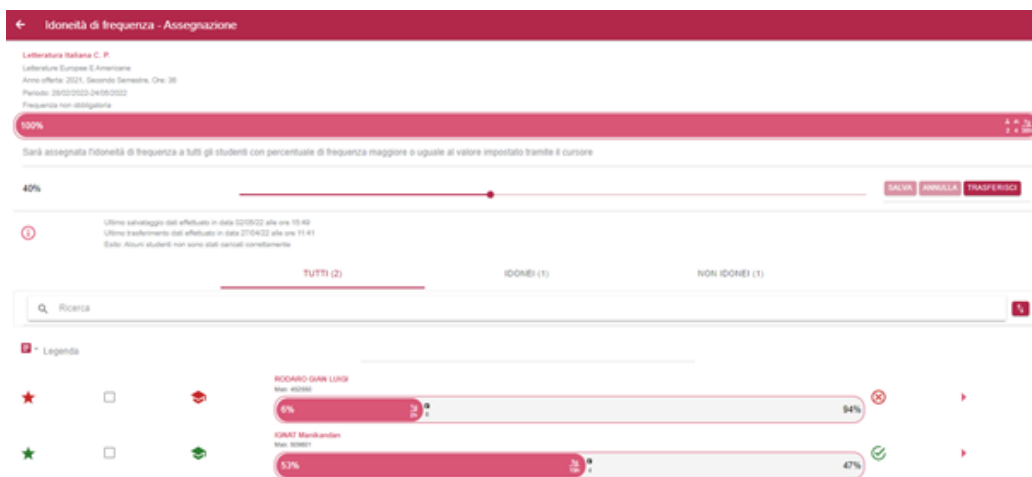 Idoneità di frequenza - Assegnazione
Letteratura Italiana C. P.
Letterature Europee E Americane
Anno offerta: 2021, Secondo Semestre, Ore: 36
Periodo: 28/02/2022-24/05/2022
Frequenza non obbligatoria
100%
Sarà assegnata l'idoneità di frequenza a tutti gli studenti con percentuale di frequenza maggiore o uguale al valore impostato tramite il cursore
40%
SALVA ANNULLA TRASFERISCI
Ultimo salvataggio dati effettuato in data 02/05/22 alle ore 15:49
Ultimo trasferimento dati effettuato in data 27/04/22 alle ore 11:41
Esito: Alcuni studenti non sono stati caricati correttamente
TUTTI (2) IDONEI (1) NON IDONEI (1)
Ricerca
Legenda
RODARO GIAN LUIGI
6% 94%
IGNAT Manikandan
53% 47%